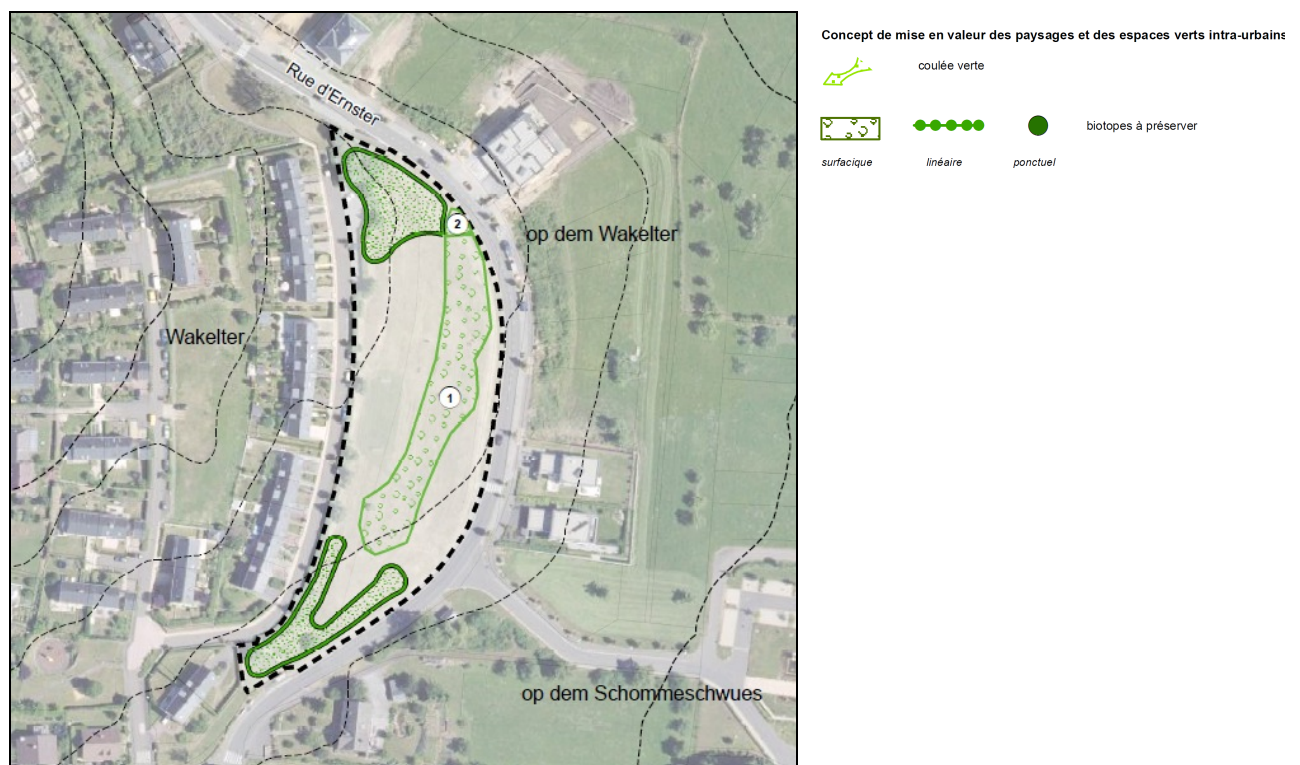 Concept de mise en valeur des paysages et des espaces verts intra-urbains
coulée verte
biotopes à préserver
surfacique
linéaire
ponctuel
Rue d'Ernster
2
op dem Wakelter
Wakelter
1
op dem Schommeschwues